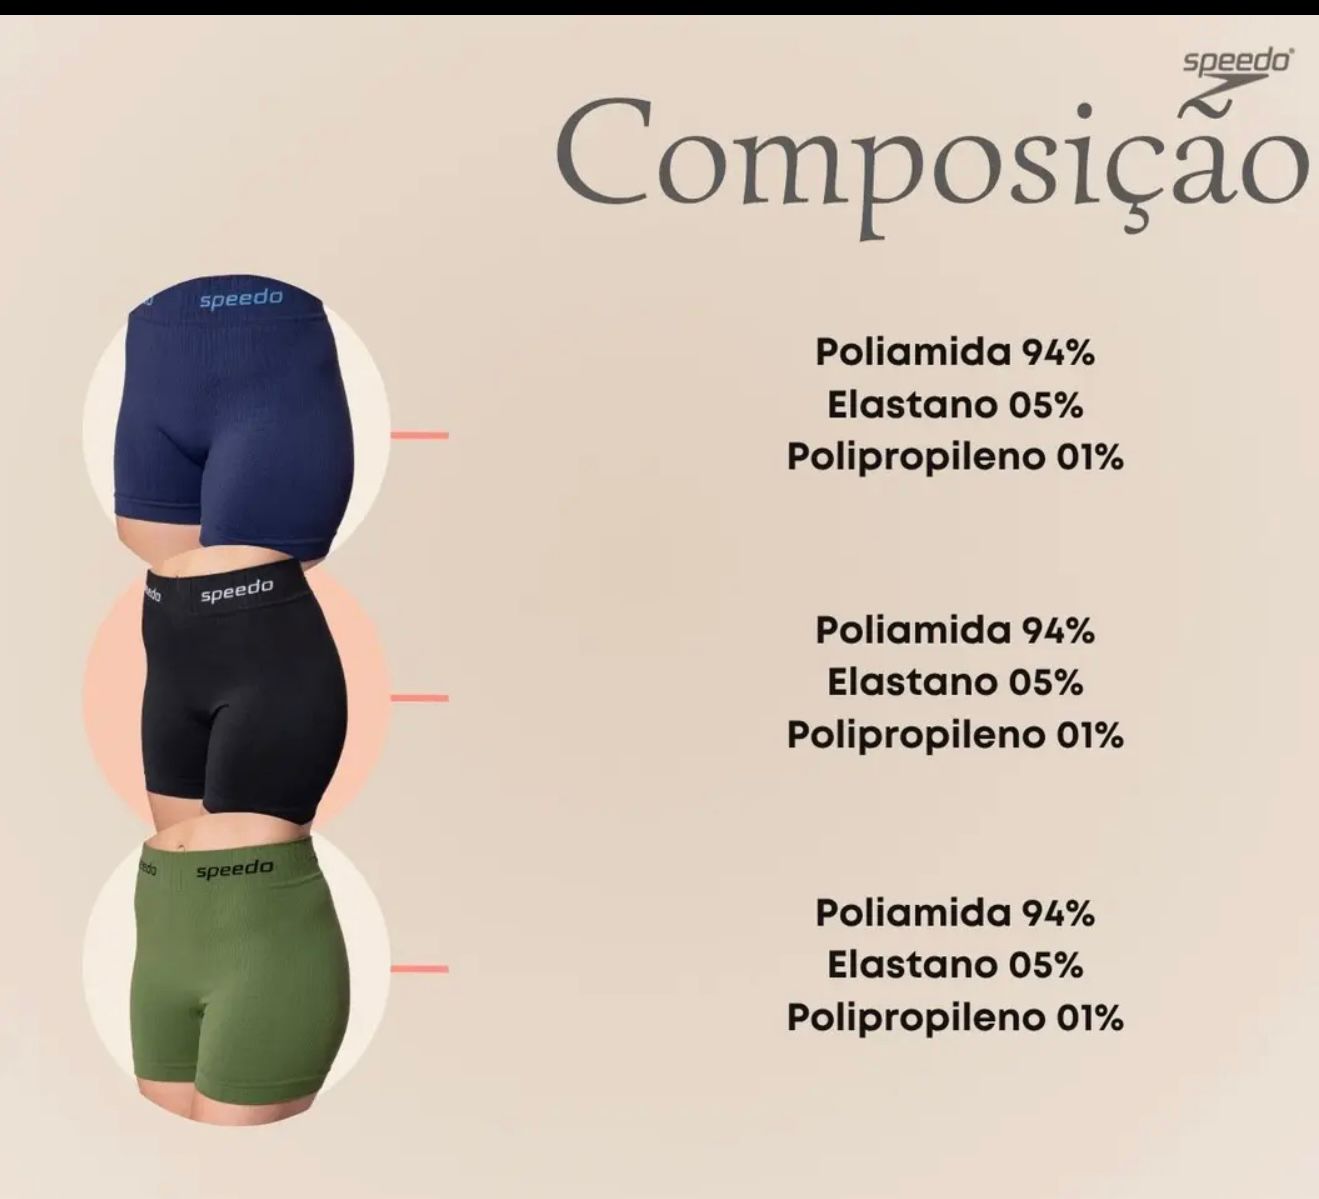 speedo
Composição
speedo
Poliamida 94%
Elastano 05%
Polipropileno 01%
speedo
Poliamida 94%
Elastano 05%
Polipropileno 01%
speedo
Poliamida 94%
Elastano 05%
Polipropileno 01%